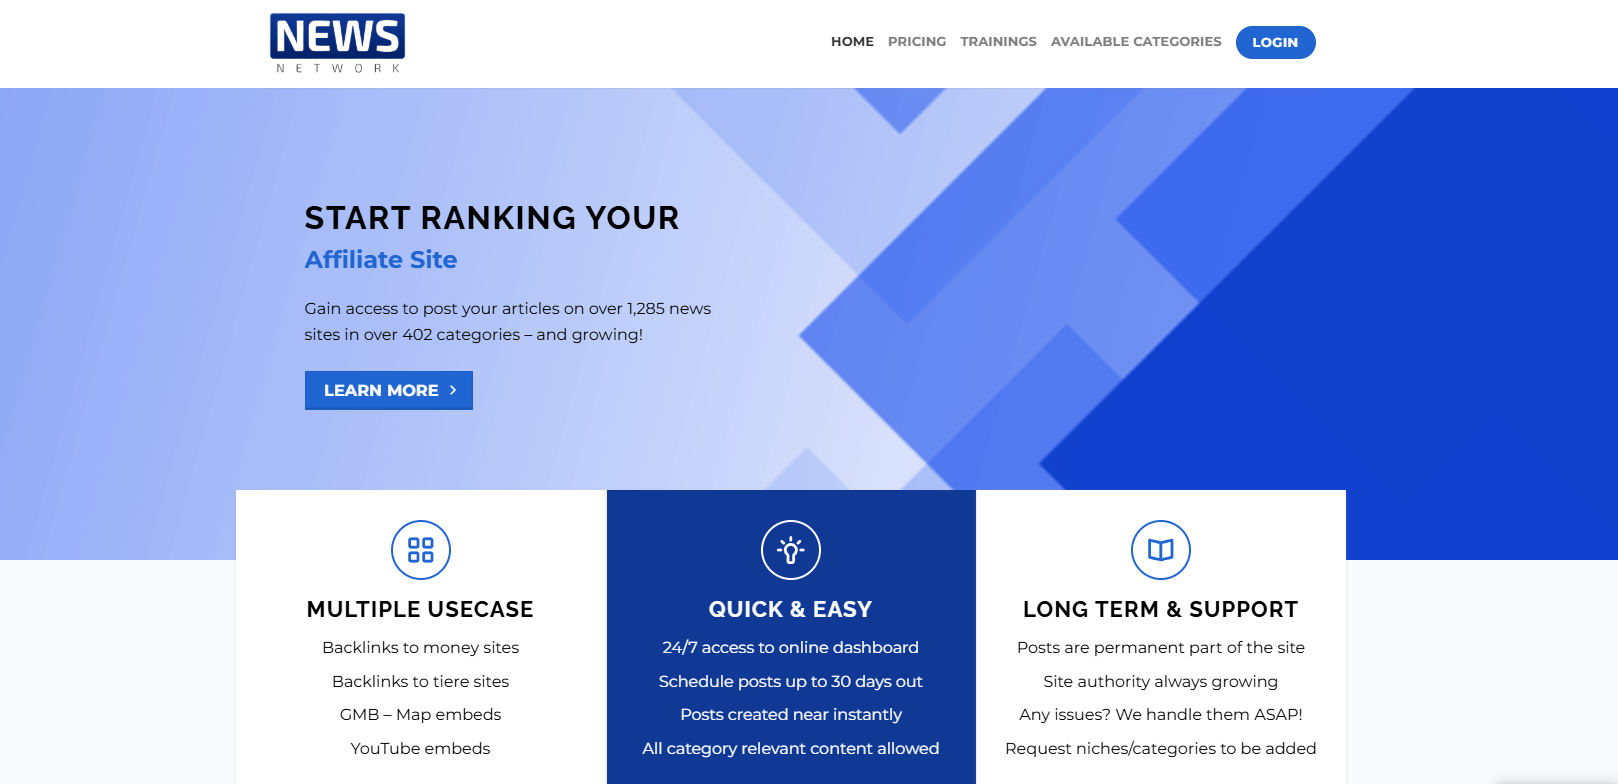 NEWS
NETWORK
HOME PRICING TRAININGS AVAILABLE CATEGORIES LOGIN
START RANKING YOUR
Affiliate Site
Gain access to post your articles on over 1,285 news
sites in over 402 categories – and growing!
LEARN MORE
MULTIPLE USECASE
Backlinks to money sites
Backlinks to tiere sites
GMB – Map embeds
YouTube embeds
QUICK & EASY
24/7 access to online dashboard
Schedule posts up to 30 days out
Posts created near instantly
All category relevant content allowed
LONG TERM & SUPPORT
Posts are permanent part of the site
Site authority always growing
Any issues? We handle them ASAP!
Request niches/categories to be added